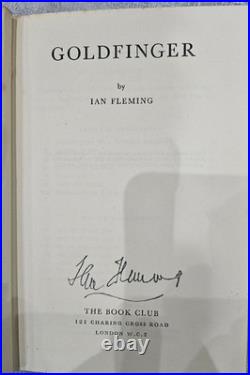 GOLDFINGER
by
IAN FLEMING
Ian Fleming
THE BOOK CLUB
121 CHARING CROSS ROAD
LONDON W.C.2